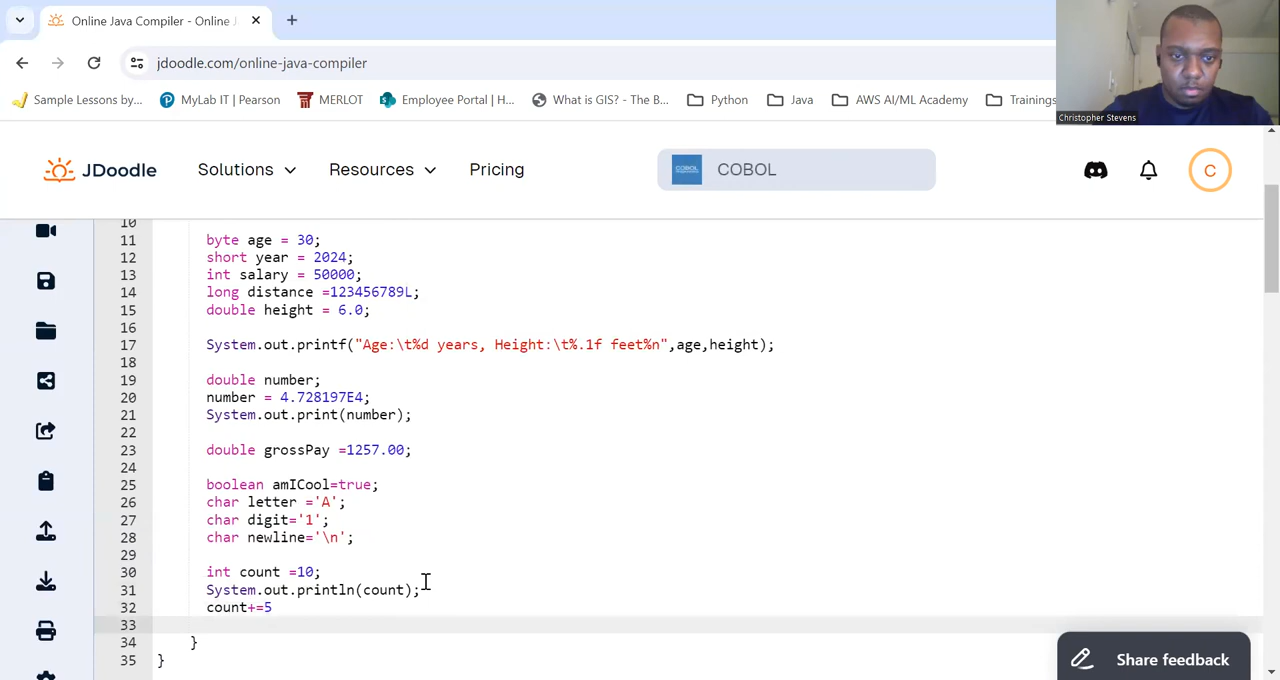 Online Java Compiler - Online J
jdoodle.com/online-java-compiler
Sample Lessons by... MyLab IT | Pearson MERLOT Employee Portal | H... What is GIS? - The B... Python Java AWS AI/ML Academy Trainings
Christopher Stevens
JDoodle Solutions Resources Pricing COBOL C
10
11 byte age = 30;
12 short year = 2024;
13 int salary = 50000;
14 long distance =123456789L;
15 double height = 6.0;
16
17 System.out.printf("Age:\t%d years, Height:\t%.1f feet%n",age,height);
18
19 double number;
20 number = 4.728197E4;
21 System.out.print(number);
22
23 double grossPay =1257.00;
24
25 boolean amICool=true;
26 char letter ='A';
27 char digit='1';
28 char newline='\n';
29
30 int count =10;
31 System.out.println(count);
32 count+=5
33
34 }
35 }
Share feedback